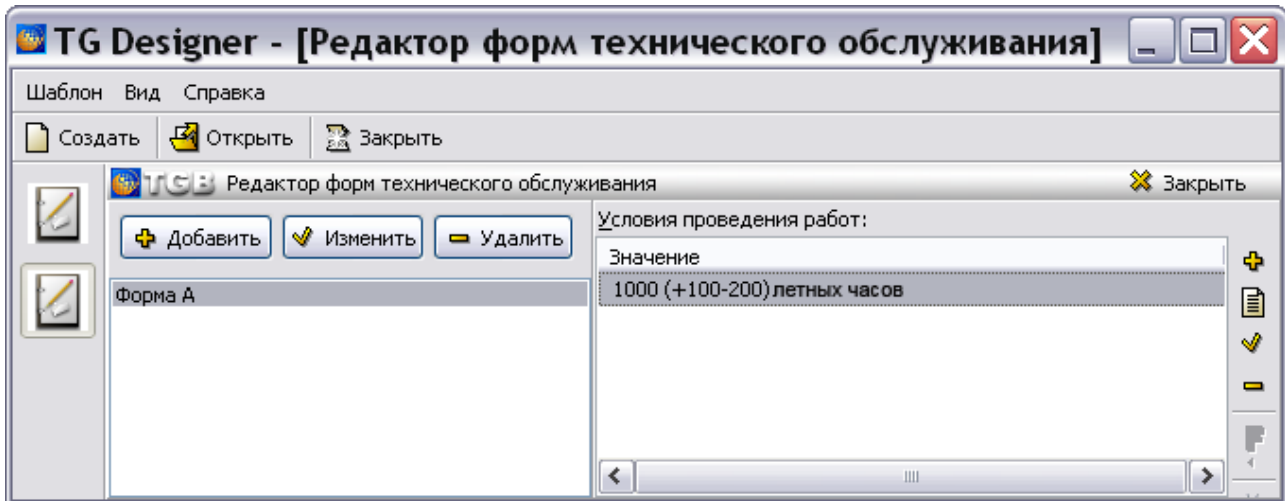 TG Designer - [Редактор форм технического обслуживания]
Шаблон Вид Справка
Создать Открыть Закрыть
TGB Редактор форм технического обслуживания Закрыть
Добавить Изменить Удалить
Условия проведения работ:
Значение
Форма А
1000 (+100-200) летных часов